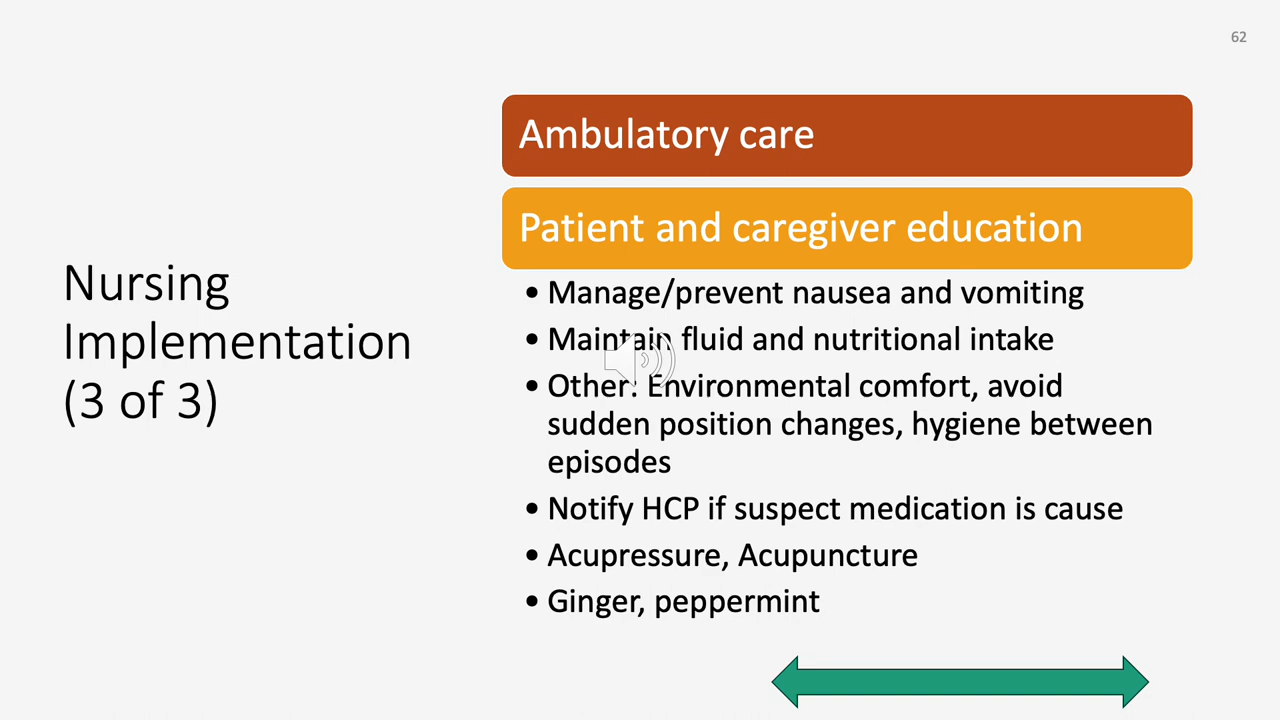 62
Nursing
Implementation
(3 of 3)
Ambulatory care
Patient and caregiver education
• Manage/prevent nausea and vomiting
• Maintain fluid and nutritional intake
• Other: Environmental comfort, avoid
sudden position changes, hygiene between
episodes
• Notify HCP if suspect medication is cause
• Acupressure, Acupuncture
• Ginger, peppermint